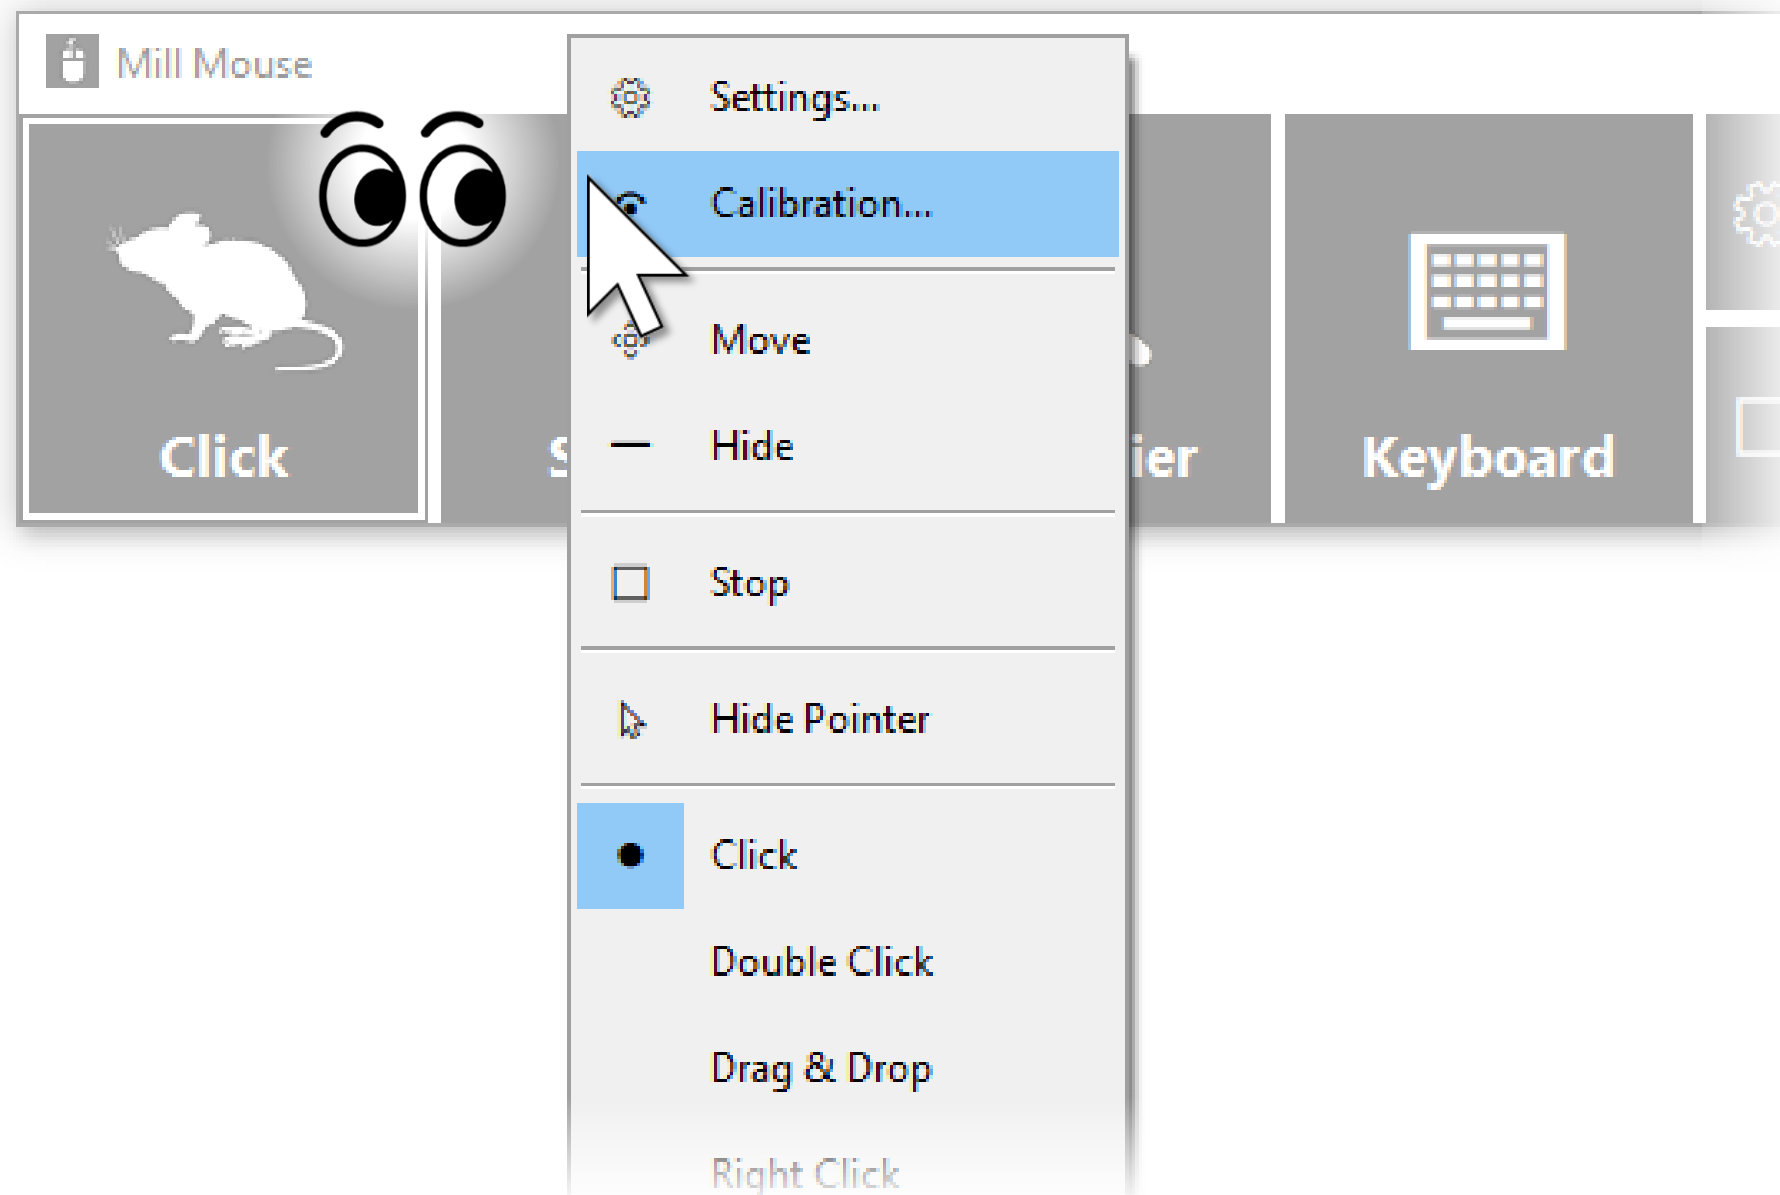 Mill Mouse
Settings...
Calibration...
Move
Hide
Stop
Hide Pointer
Click
Double Click
Drag & Drop
Right Click
Click
Keyboard